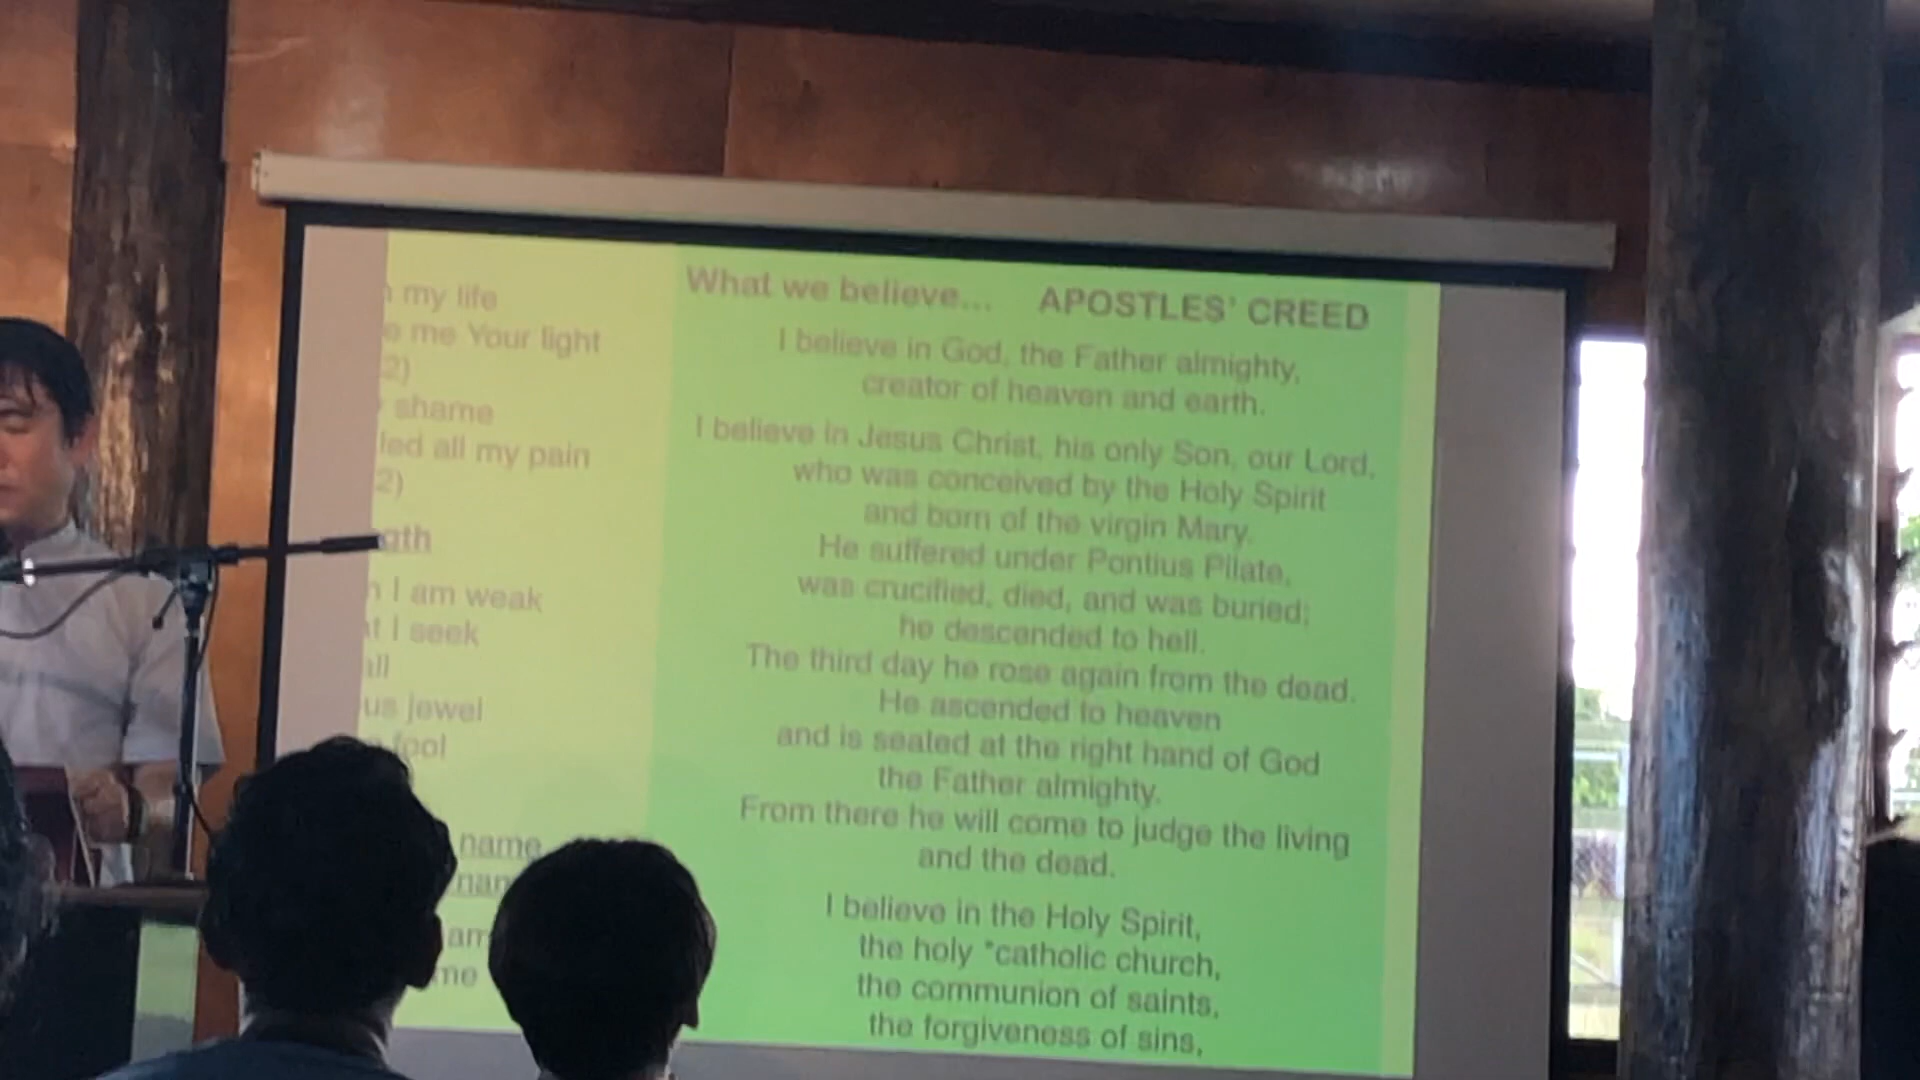 my life
me Your light
2)
shame
all my pain
2)
I am weak
I seek
all
jewel
fool
name
me
What we believe... APOSTLES' CREED
I believe in God, the Father almighty,
creator of heaven and earth.
I believe in Jesus Christ, his only Son, our Lord,
who was conceived by the Holy Spirit
and born of the virgin Mary.
He suffered under Pontius Pilate,
was crucified, died, and was buried;
he descended to hell.
The third day he rose again from the dead.
He ascended to heaven
and is seated at the right hand of God
the Father almighty.
From there he will come to judge the living
and the dead.
I believe in the Holy Spirit,
the holy *catholic church,
the communion of saints,
the forgiveness of sins,